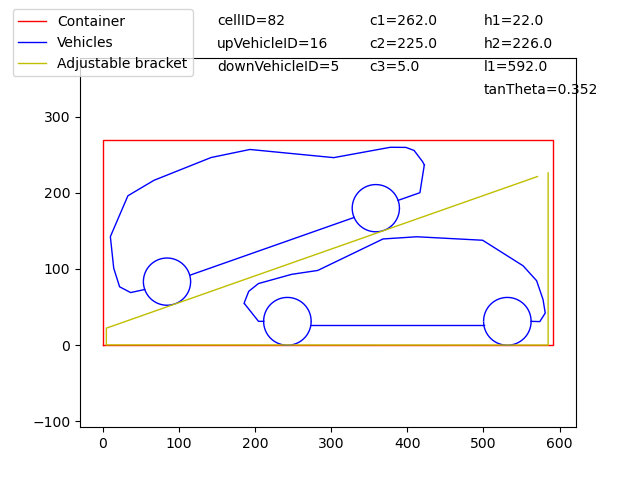 Container
Vehicles
Adjustable bracket
cellID=82
upVehicleID=16
downVehicleID=5
c1=262.0
c2=225.0
c3=5.0
h1=22.0
h2=226.0
l1=592.0
tanTheta=0.352
300
200
100
0
−100
0 100 200 300 400 500 600